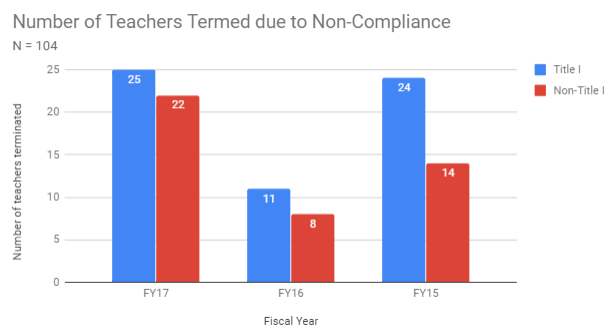 Number of Teachers Termed due to Non-Compliance
N = 104
Number of teachers terminated
25
20
15
10
5
0
25
22
11
8
24
14
FY17
FY16
FY15
Fiscal Year
Title I
Non-Title I